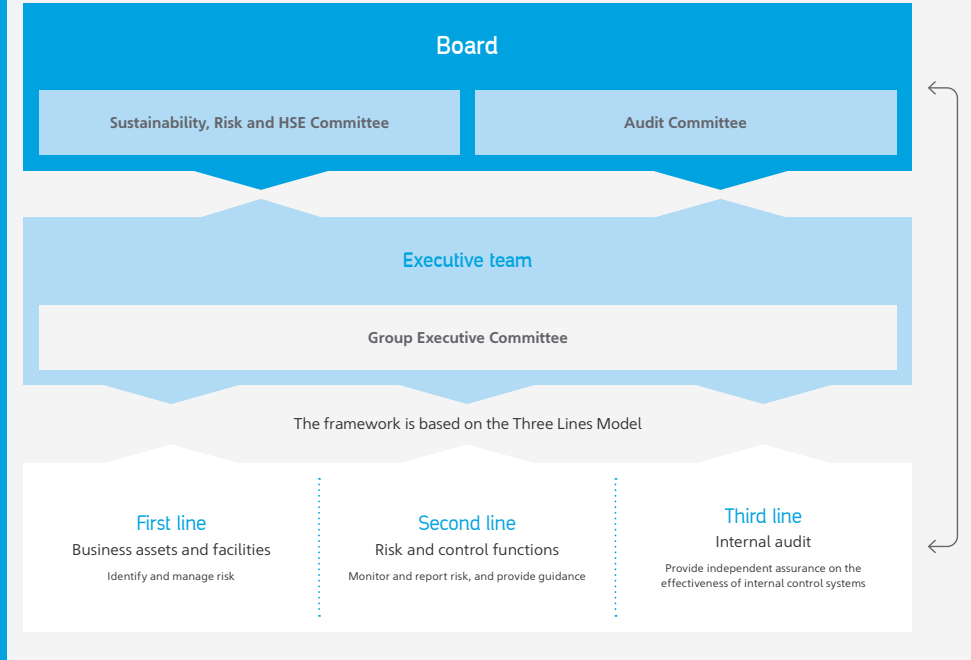 Board
Sustainability, Risk and HSE Committee
Audit Committee
Executive team
Group Executive Committee
The framework is based on the Three Lines Model
First line
Business assets and facilities
Identify and manage risk
Second line
Risk and control functions
Monitor and report risk, and provide guidance
Third line
Internal audit
Provide independent assurance on the
effectiveness of internal control systems